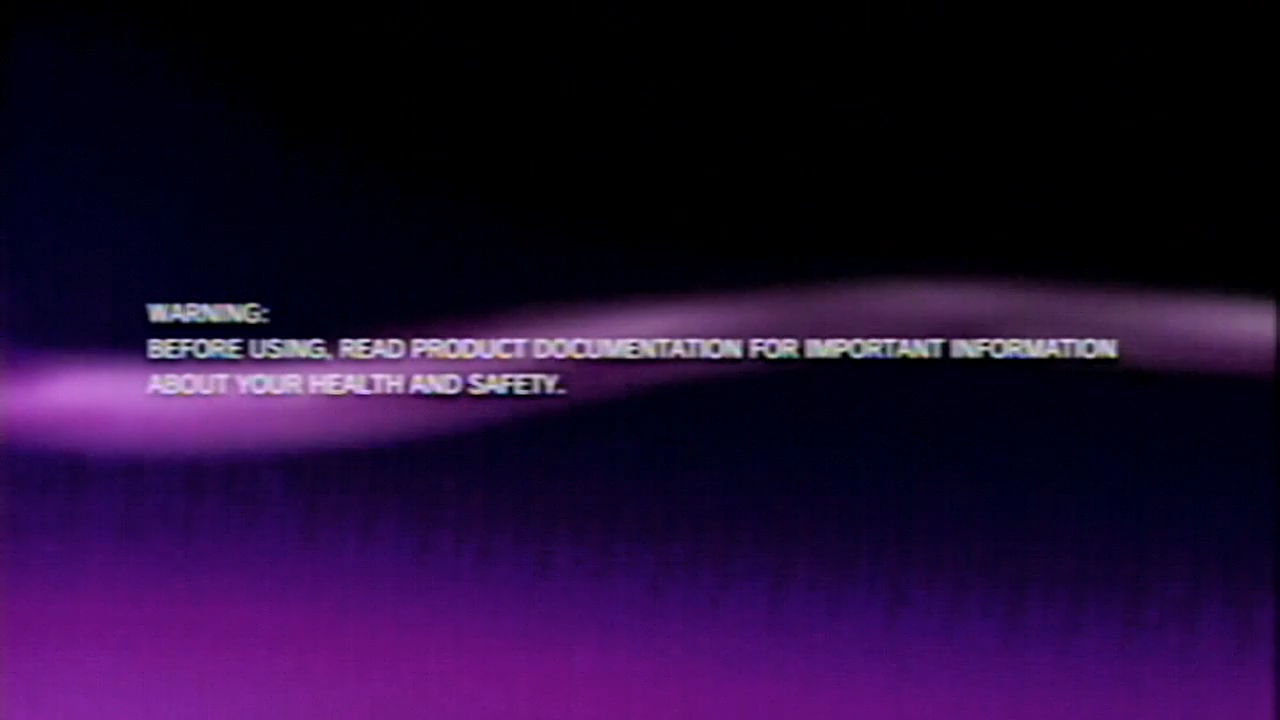 WARNING:
BEFORE USING, READ PRODUCT DOCUMENTATION FOR IMPORTANT INFORMATION
ABOUT YOUR HEALTH AND SAFETY.